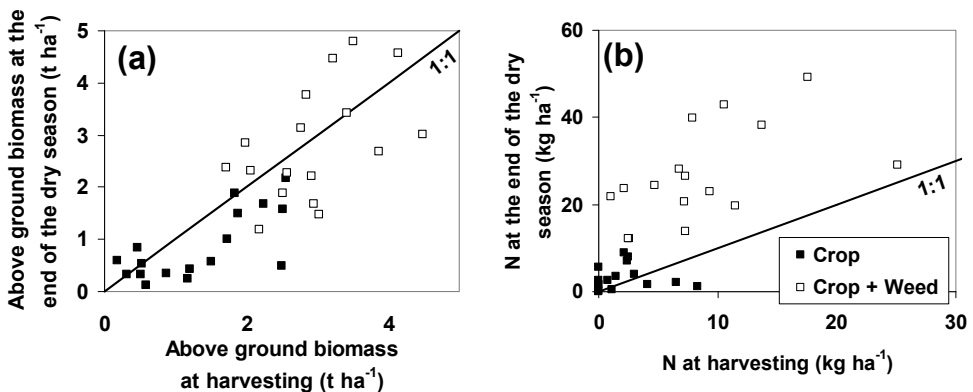 Above ground biomass at the
end of the dry season (t ha⁻¹)
5
4
3
2
1
0
(a)
1:1
0
2
4
Above ground biomass
at harvesting (t ha⁻¹)
N at the end of the dry
season (kg ha⁻¹)
60
40
20
0
(b)
1:1
Crop
Crop + Weed
0
10
20
30
N at harvesting (kg ha⁻¹)